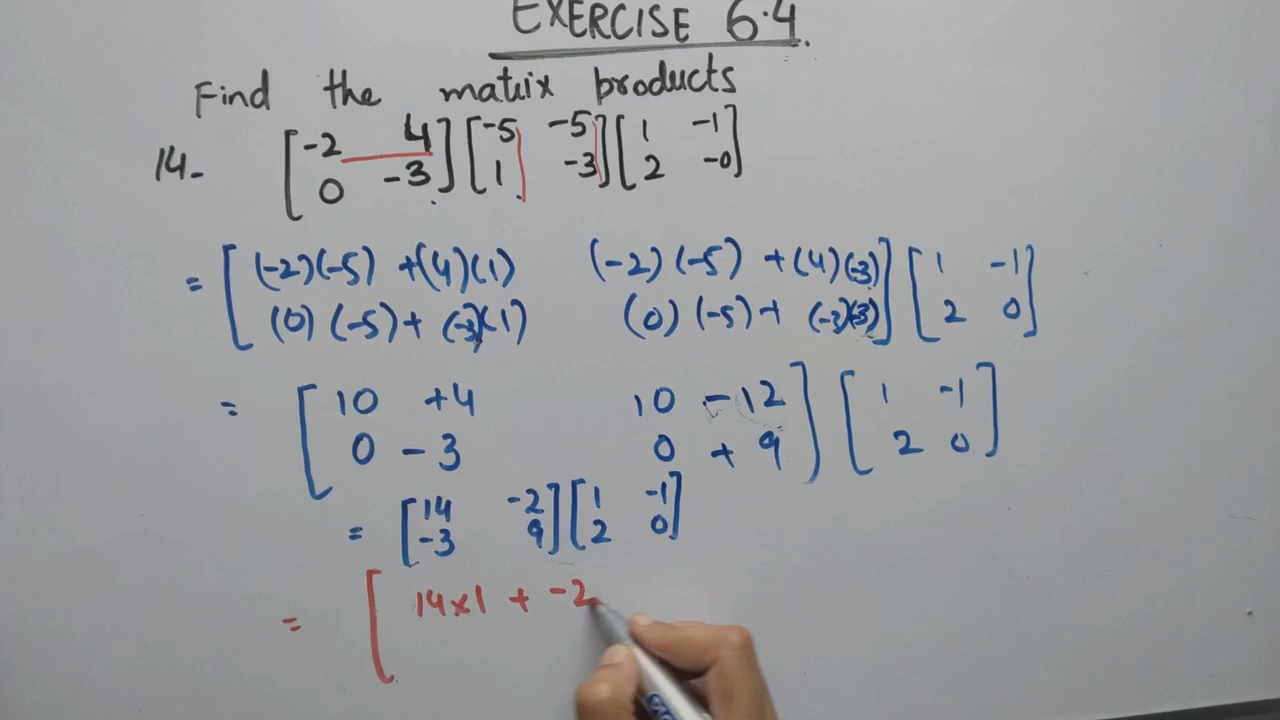 EXERCISE 6.4.
Find the matrix products
14. [-2 4] [-5 -5] [1 -1]
[0 -3] [1 -3] [2 -0]
= [(-2)(-5) +(4)(1) (-2)(-5) +(4)(-3)] [1 -1]
[(0)(-5)+ (-3)(1) (0)(-5)+ (-3)(-3)] [2 0]
= [10 +4 10 -12] [1 -1]
[0 -3 0 +9] [2 0]
= [14 -2] [1 -1]
[-3 9] [2 0]
= [14×1 + -2